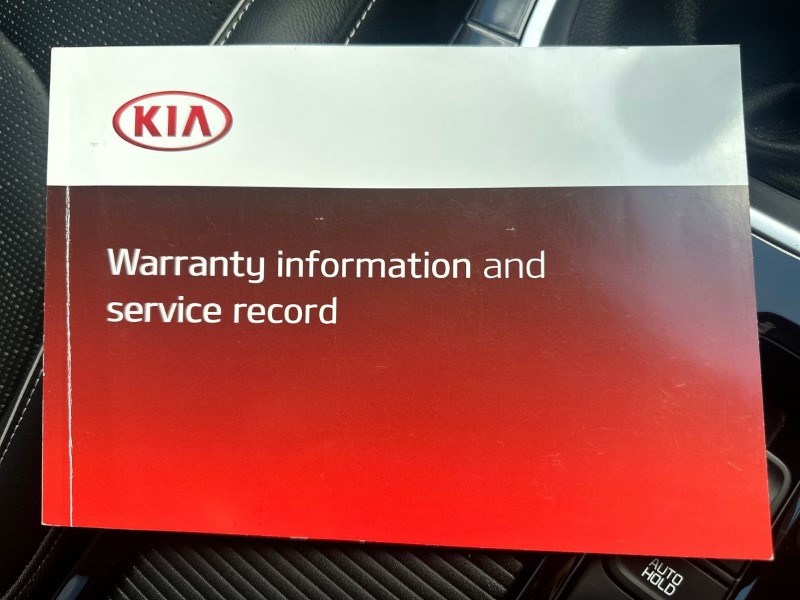 KIA
Warranty information and
service record
AUTO
HOLD